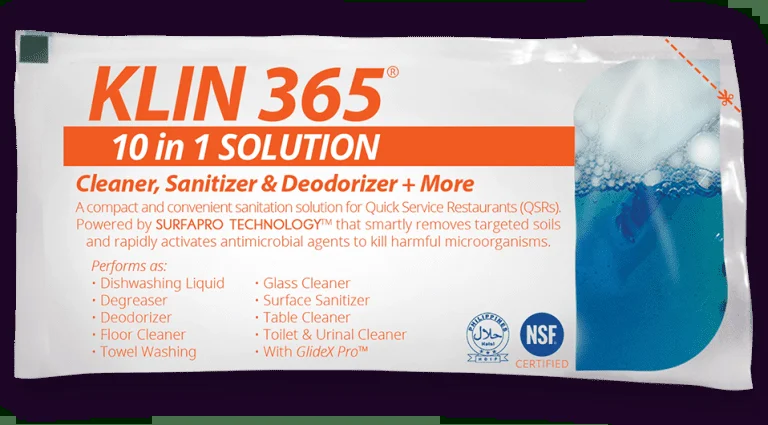 KLIN 365®
10 in 1 SOLUTION
Cleaner, Sanitizer & Deodorizer + More
A compact and convenient sanitation solution for Quick Service Restaurants (QSRs).
Powered by SURFAPRO TECHNOLOGY™ that smartly removes targeted soils
and rapidly activates antimicrobial agents to kill harmful microorganisms.
Performs as:
• Dishwashing Liquid
• Degreaser
• Deodorizer
• Floor Cleaner
• Towel Washing
• Glass Cleaner
• Surface Sanitizer
• Table Cleaner
• Toilet & Urinal Cleaner
• With GlideX Pro™
PHILIPPINES
حلال
Halal
NSF
CERTIFIED